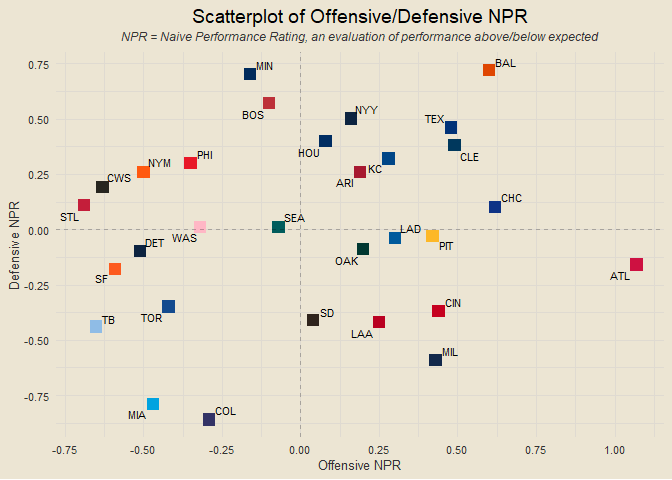 Scatterplot of Offensive/Defensive NPR
NPR = Naive Performance Rating, an evaluation of performance above/below expected
0.75
MIN
BAL
BOS
0.50
NYY
TEX
HOU
CLE
KC
PHI
NYM
0.25
CWS
ARI
CHC
STL
SEA
Defensive NPR
0.00
WAS
LAD
DET
PIT
OAK
SF
ATL
-0.25
TB
TOR
SD
CIN
LAA
-0.50
MIL
-0.75
MIA
COL
-0.75 -0.50 -0.25 0.00 0.25 0.50 0.75 1.00
Offensive NPR